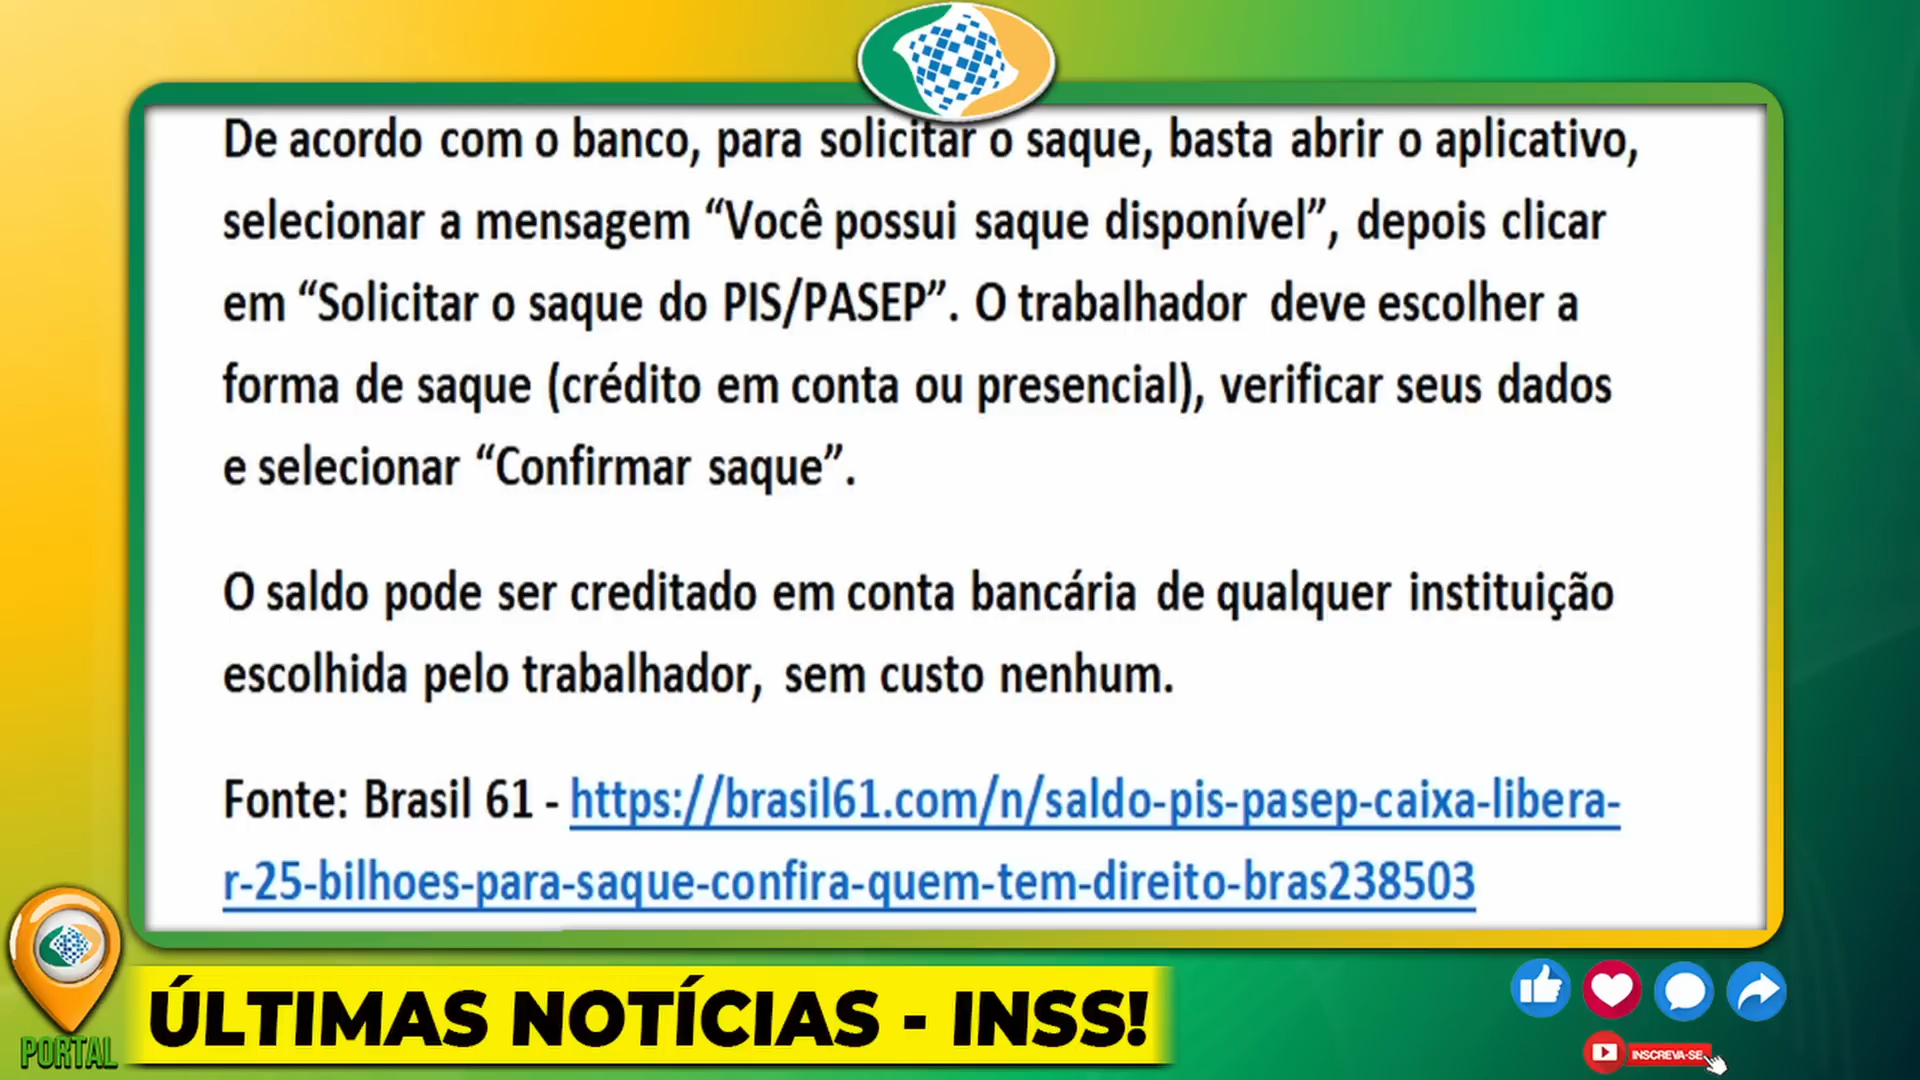 De acordo com o banco, para solicitar o saque, basta abrir o aplicativo,
selecionar a mensagem “Você possui saque disponível”, depois clicar
em “Solicitar o saque do PIS/PASEP”. O trabalhador deve escolher a
forma de saque (crédito em conta ou presencial), verificar seus dados
e selecionar “Confirmar saque”.
O saldo pode ser creditado em conta bancária de qualquer instituição
escolhida pelo trabalhador, sem custo nenhum.
Fonte: Brasil 61 - https://brasil61.com/n/saldo-pis-pasep-caixa-libera-
r-25-bilhoes-para-saque-confira-quem-tem-direito-bras238503
ÚLTIMAS NOTÍCIAS - INSS!
PORTAL
INSCREVA-SE